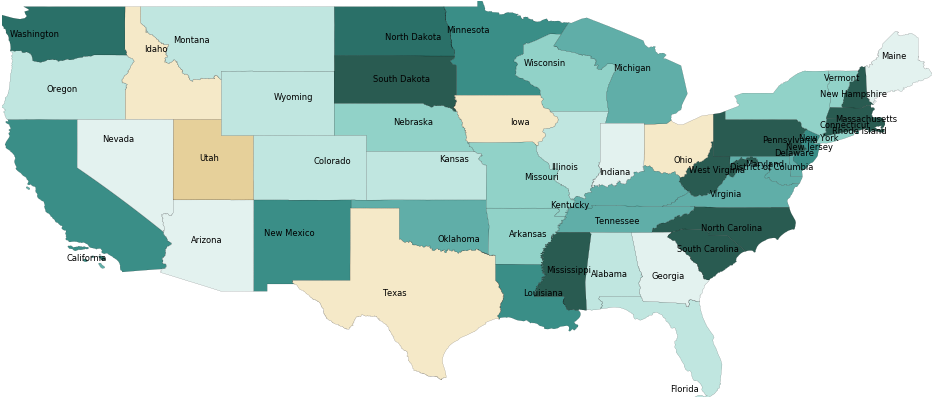 Washington
Montana
North Dakota
Minnesota
Idaho
Oregon
Wyoming
South Dakota
Wisconsin
Michigan
Maine
Vermont
New Hampshire
Massachusetts
Connecticut
Rhode Island
New York
New Jersey
Pennsylvania
Delaware
Maryland
District of Columbia
West Virginia
Virginia
Nevada
Utah
Colorado
Nebraska
Iowa
Kansas
Missouri
Illinois
Indiana
Ohio
Kentucky
Tennessee
North Carolina
South Carolina
California
Arizona
New Mexico
Oklahoma
Arkansas
Texas
Louisiana
Mississippi
Alabama
Georgia
Florida